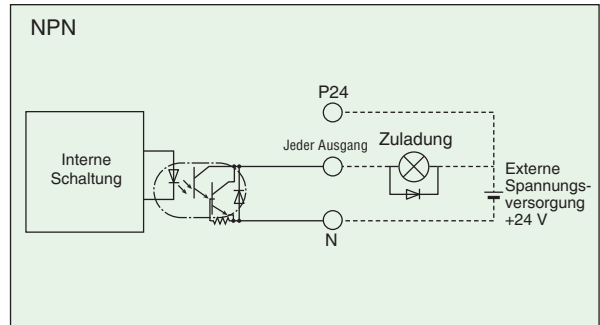 NPN
P24
Jeder Ausgang
Zuladung
Interne
Schaltung
Externe
Spannungs-
versorgung
+24 V
N